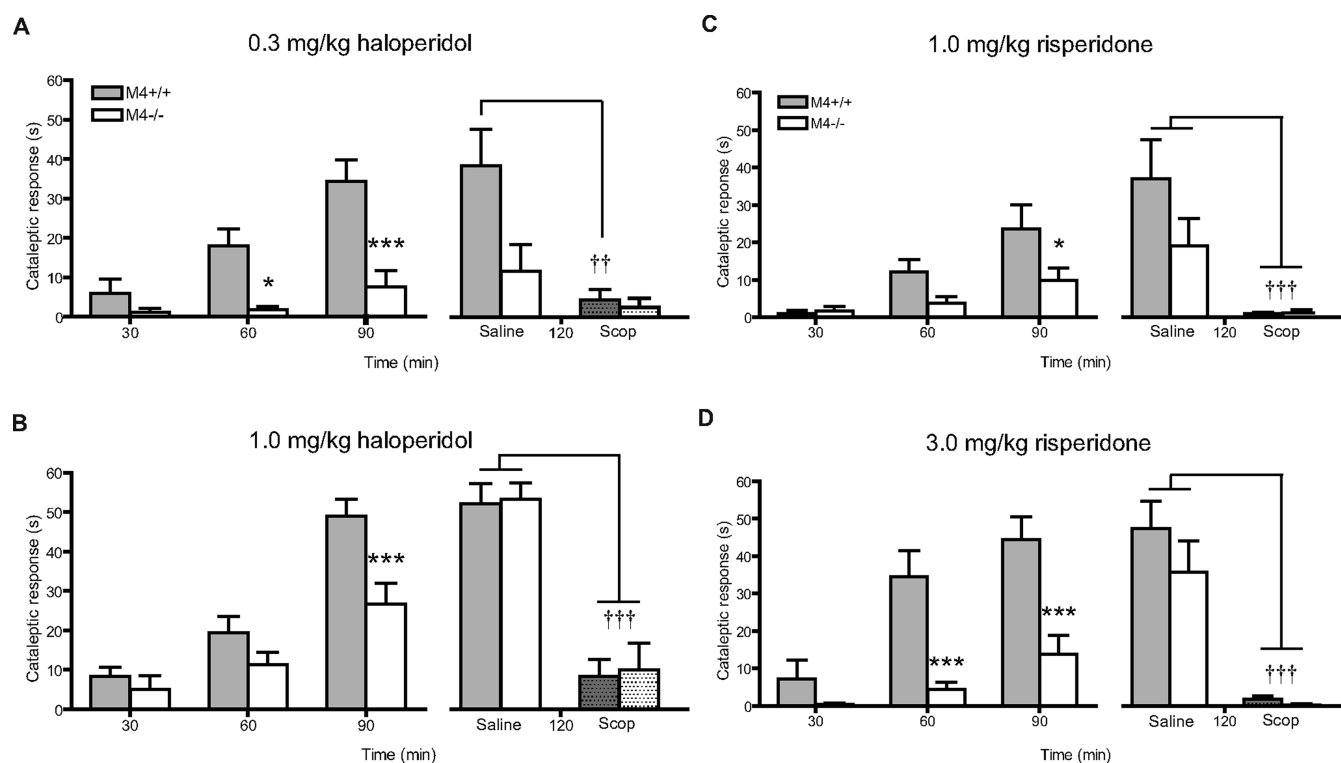 A
0.3 mg/kg haloperidol
Cataleptic response (s)
60
50
40
30
20
10
0
M4+/+
M4-/-
*
***
††
30
60
90
Saline
120
Scop
Time (min)
B
1.0 mg/kg haloperidol
Cataleptic response (s)
60
50
40
30
20
10
0
***
†††
30
60
90
Saline
120
Scop
Time (min)
C
1.0 mg/kg risperidone
Cataleptic reponse (s)
60
50
40
30
20
10
0
M4+/+
M4-/-
*
†††
30
60
90
Saline
120
Scop
Time (min)
D
3.0 mg/kg risperidone
Cataleptic response (s)
60
50
40
30
20
10
0
***
***
†††
30
60
90
Saline
120
Scop
Time (min)